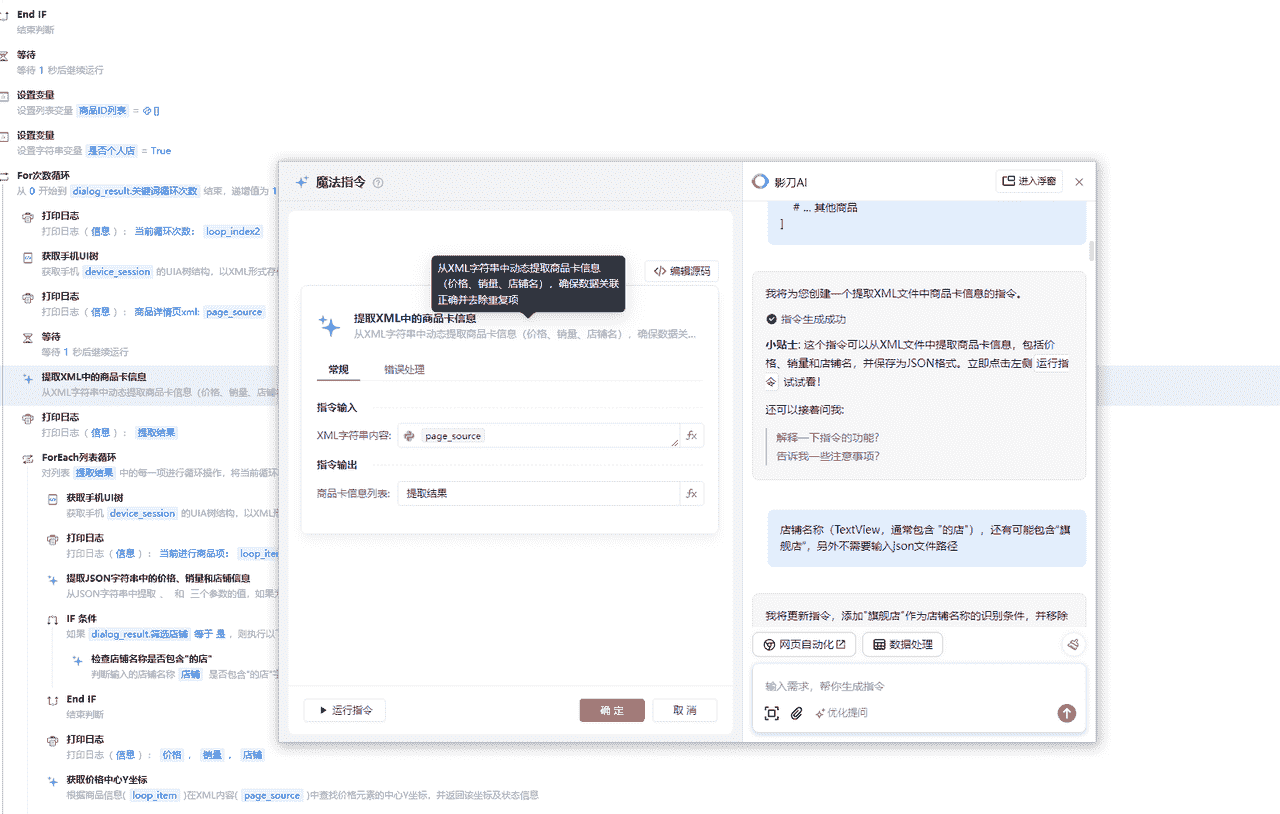 End IF
结束判断
等待
等待 1 秒后继续运行
设置变量
设置列表变量 商品ID列表 = []
设置变量
设置字符串变量 是否个人店 = True
For次数循环
从 0 开始到 dialog_result.关键词循环次数 结束，递增值为 1
打印日志
打印日志（ 信息 ）： 当前循环次数： loop_index2
获取手机UI树
获取手机 device_session 的UIA树结构，以XML形式存
打印日志
打印日志（ 信息 ）： 商品详情页xml: page_source
等待
等待 1 秒后继续运行
提取XML中的商品卡信息
从XML字符串中动态提取商品卡信息（价格、销量、店铺
打印日志
打印日志（ 信息 ）： 提取结果
ForEach列表循环
对列表 提取结果 中的每一项进行循环操作，将当前循环
获取手机UI树
获取手机 device_session 的UIA树结构，以XML
打印日志
打印日志（ 信息 ）： 当前进行商品项： loop_iter
提取JSON字符串中的价格、销量和店铺信息
从JSON字符串中提取 、 和 三个参数的值，如果
IF 条件
如果 dialog_result.筛选店铺 等于 是 ，则执行以
检查店铺名称是否包含"的店"
判断输入的店铺名称 店铺 是否包含"的店"
End IF
结束判断
打印日志
打印日志（ 信息 ）： 价格 ， 销量 ， 店铺
获取价格中心Y坐标
根据商品信息( loop_item )在XML内容( page_source )中查找价格元素的中心Y坐标，并返回该坐标及状态信息
魔法指令
编辑源码
从XML字符串中动态提取商品卡信息
（价格、销量、店铺名），确保数据关联
正确并去除重复项
提取XML中的商品卡信息
从XML字符串中动态提取商品卡信息（价格、销量、店铺名），确保数据关...
常规 错误处理
指令输入
XML字符串内容: page_source fx
指令输出
商品卡信息列表: 提取结果 fx
运行指令 确 定 取 消
影刀AI 进入浮窗
# ... 其他商品
]
我将为您创建一个提取XML文件中商品卡信息的指令。
指令生成成功
小贴士: 这个指令可以从XML文件中提取商品卡信息，包括价
格、销量和店铺名，并保存为JSON格式。立即点击左侧 运行指
令 试试看！
还可以接着问我:
解释一下指令的功能?
告诉我一些注意事项?
店铺名称（TextView，通常包含 "的店"），还有可能包含“旗
舰店”，另外不需要输入json文件路径
我将更新指令，添加"旗舰店"作为店铺名称的识别条件，并移除
网页自动化 数据处理
输入需求，帮你生成指令
优化提问